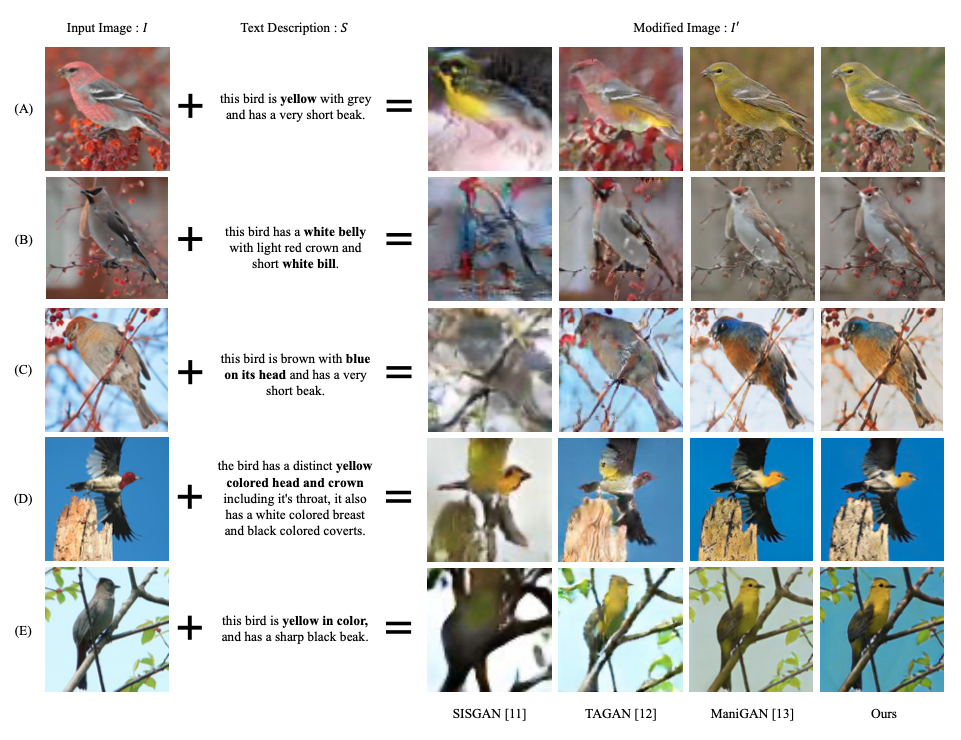 Input Image : I
Text Description : S
Modified Image : I′
(A)
+
this bird is yellow with grey
and has a very short beak.
=
(B)
+
this bird has a white belly
with light red crown and
short white bill.
=
(C)
+
this bird is brown with blue
on its head and has a very
short beak.
=
(D)
+
the bird has a distinct yellow
colored head and crown
including it's throat, it also
has a white colored breast
and black colored coverts.
=
(E)
+
this bird is yellow in color,
and has a sharp black beak.
=
SISGAN [11]
TAGAN [12]
ManiGAN [13]
Ours